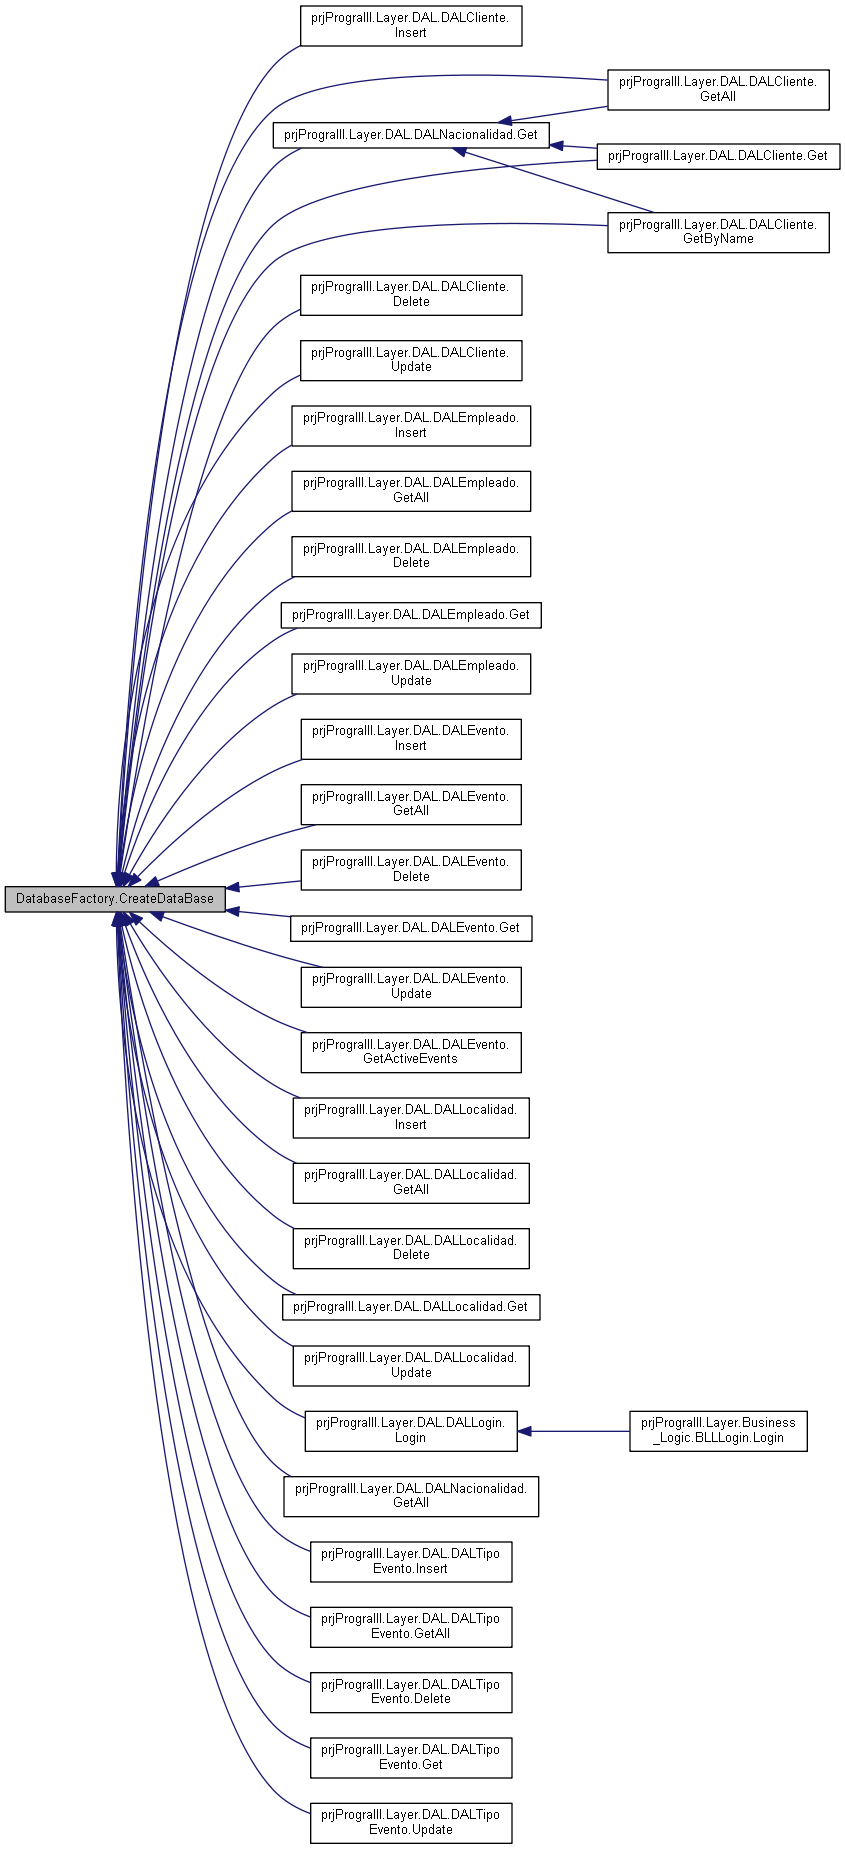 prjPrograIII.Layer.DAL.DALCliente.
Insert
prjPrograIII.Layer.DAL.DALCliente.
GetAll
prjPrograIII.Layer.DAL.DALNacionalidad.Get
prjPrograIII.Layer.DAL.DALCliente.Get
prjPrograIII.Layer.DAL.DALCliente.
GetByName
prjPrograIII.Layer.DAL.DALCliente.
Delete
prjPrograIII.Layer.DAL.DALCliente.
Update
prjPrograIII.Layer.DAL.DALEmpleado.
Insert
prjPrograIII.Layer.DAL.DALEmpleado.
GetAll
prjPrograIII.Layer.DAL.DALEmpleado.
Delete
prjPrograIII.Layer.DAL.DALEmpleado.Get
prjPrograIII.Layer.DAL.DALEmpleado.
Update
prjPrograIII.Layer.DAL.DALEvento.
Insert
prjPrograIII.Layer.DAL.DALEvento.
GetAll
prjPrograIII.Layer.DAL.DALEvento.
Delete
DatabaseFactory.CreateDataBase
prjPrograIII.Layer.DAL.DALEvento.Get
prjPrograIII.Layer.DAL.DALEvento.
Update
prjPrograIII.Layer.DAL.DALEvento.
GetActiveEvents
prjPrograIII.Layer.DAL.DALLocalidad.
Insert
prjPrograIII.Layer.DAL.DALLocalidad.
GetAll
prjPrograIII.Layer.DAL.DALLocalidad.
Delete
prjPrograIII.Layer.DAL.DALLocalidad.Get
prjPrograIII.Layer.DAL.DALLocalidad.
Update
prjPrograIII.Layer.DAL.DALLogin.
Login
prjPrograIII.Layer.Business
_Logic.BLLLogin.Login
prjPrograIII.Layer.DAL.DALNacionalidad.
GetAll
prjPrograIII.Layer.DAL.DALTipo
Evento.Insert
prjPrograIII.Layer.DAL.DALTipo
Evento.GetAll
prjPrograIII.Layer.DAL.DALTipo
Evento.Delete
prjPrograIII.Layer.DAL.DALTipo
Evento.Get
prjPrograIII.Layer.DAL.DALTipo
Evento.Update